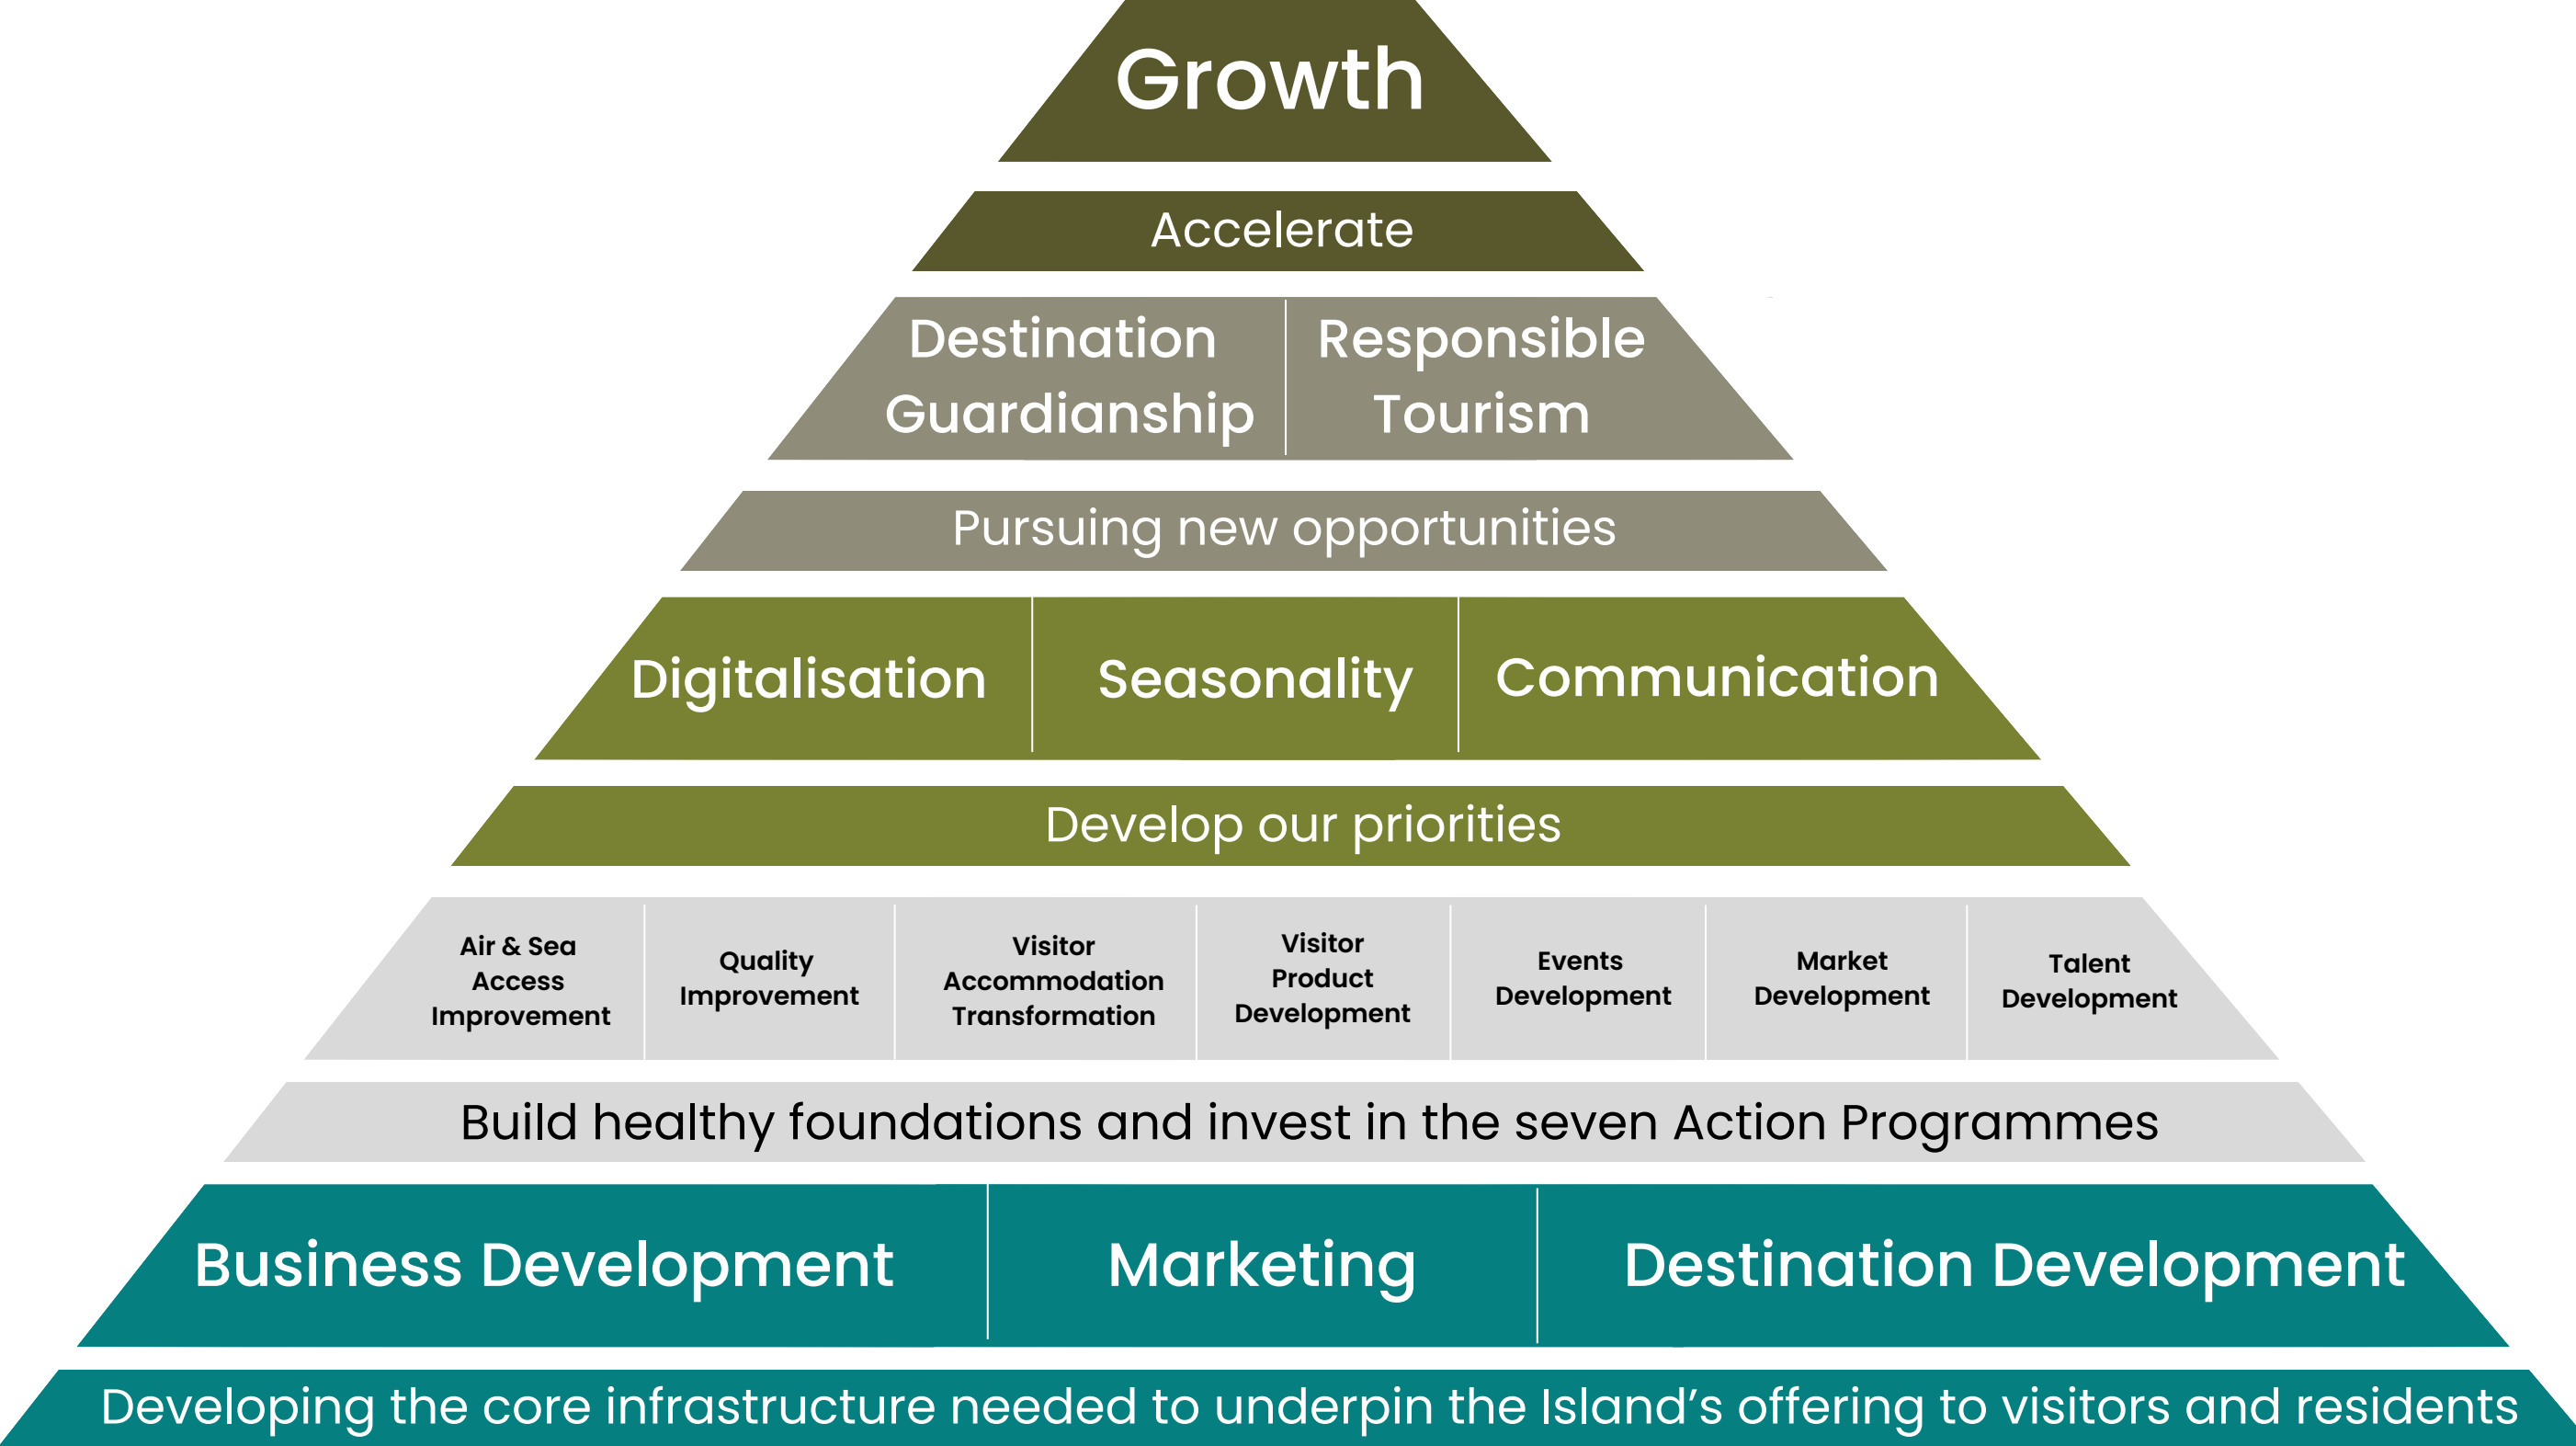 Growth
Accelerate
Destination
Guardianship
Responsible
Tourism
Pursuing new opportunities
Digitalisation
Seasonality
Communication
Develop our priorities
Air & Sea
Access
Improvement
Quality
Improvement
Visitor
Accommodation
Transformation
Visitor
Product
Development
Events
Development
Market
Development
Talent
Development
Build healthy foundations and invest in the seven Action Programmes
Business Development
Marketing
Destination Development
Developing the core infrastructure needed to underpin the Island’s offering to visitors and residents